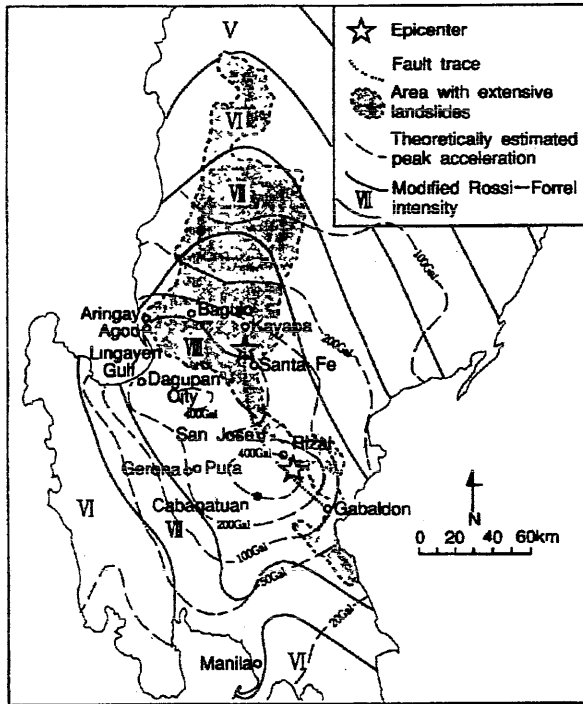 V
Epicenter
Fault trace
Area with extensive
landslides
Theoretically estimated
peak acceleration
VII Modified Rossi-Forrel
intensity
VI
VII
100Gal
100Gal
200Gal
Aringay
Agoo
Baguio
Kayapa
Lingayen
Gulf
VIII
Santa Fe
Dagupan
City
400Gal
San Jose
Rizal
400Gal
Gerona
Pura
Cabanatuan
Gabaldon
200Gal
VI
VII
100Gal
50Gal
20Gal
N
0 20 40 60km
Manila
VI